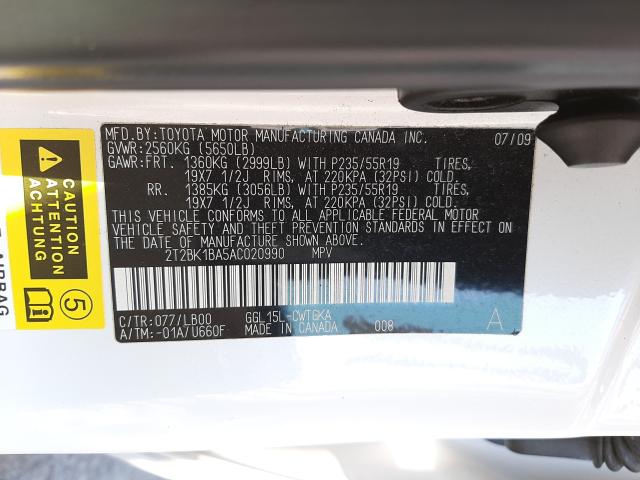 MFD.BY:TOYOTA MOTOR MANUFACTURING CANADA INC. 07/09
GVWR:2560KG (5650LB)
GAWR:FRT. 1360KG (2999LB) WITH P235/55R19 TIRES,
19X7 1/2J RIMS, AT 220KPA (32PSI) COLD.
RR. 1385KG (3056LB) WITH P235/55R19 TIRES,
19X7 1/2J RIMS, AT 220KPA (32PSI) COLD.
THIS VEHICLE CONFORMS TO ALL APPLICABLE FEDERAL MOTOR
VEHICLE SAFETY AND THEFT PREVENTION STANDARDS IN EFFECT
ON THE DATE OF MANUFACTURE SHOWN ABOVE.
2T2BK1BA5AC020990 MPV
C/TR:077/LB00 GGL15L-CWTGKA
A/TM:-01A/U660F MADE IN CANADA 008 A
CAUTION
ATTENTION
5
AIRBAG